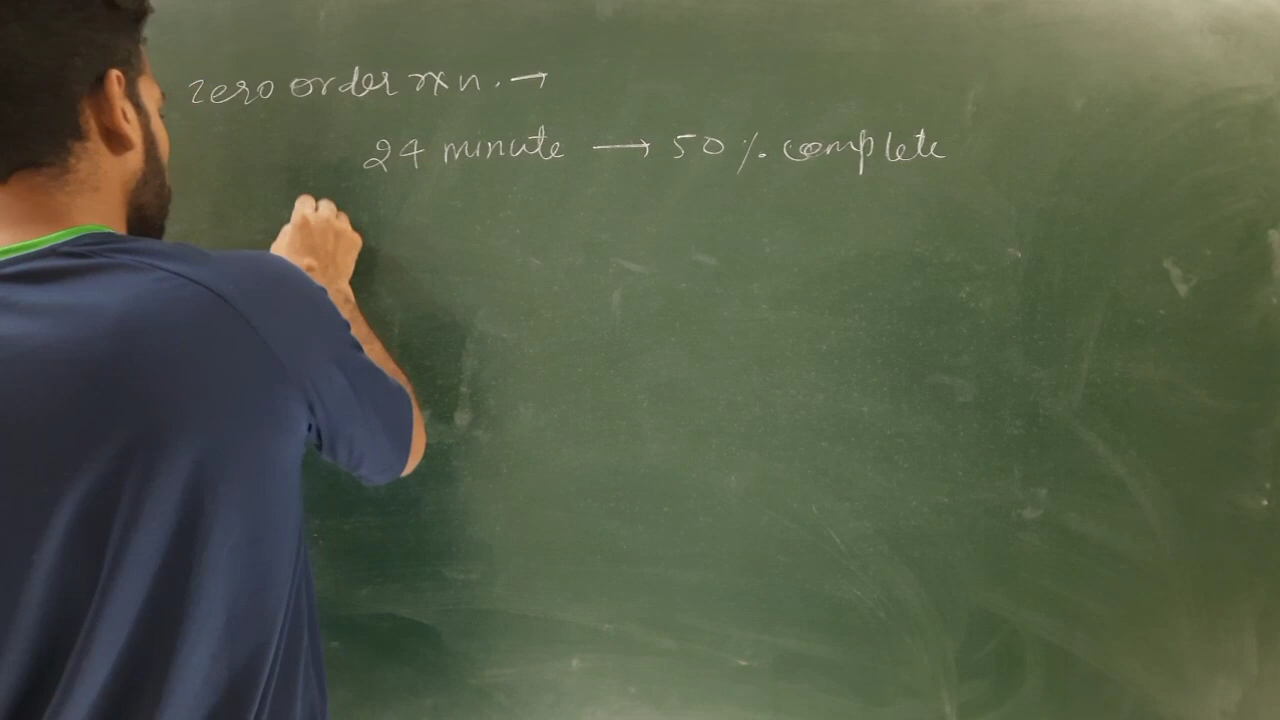 zero order rxn. →
24 minute → 50 % complete